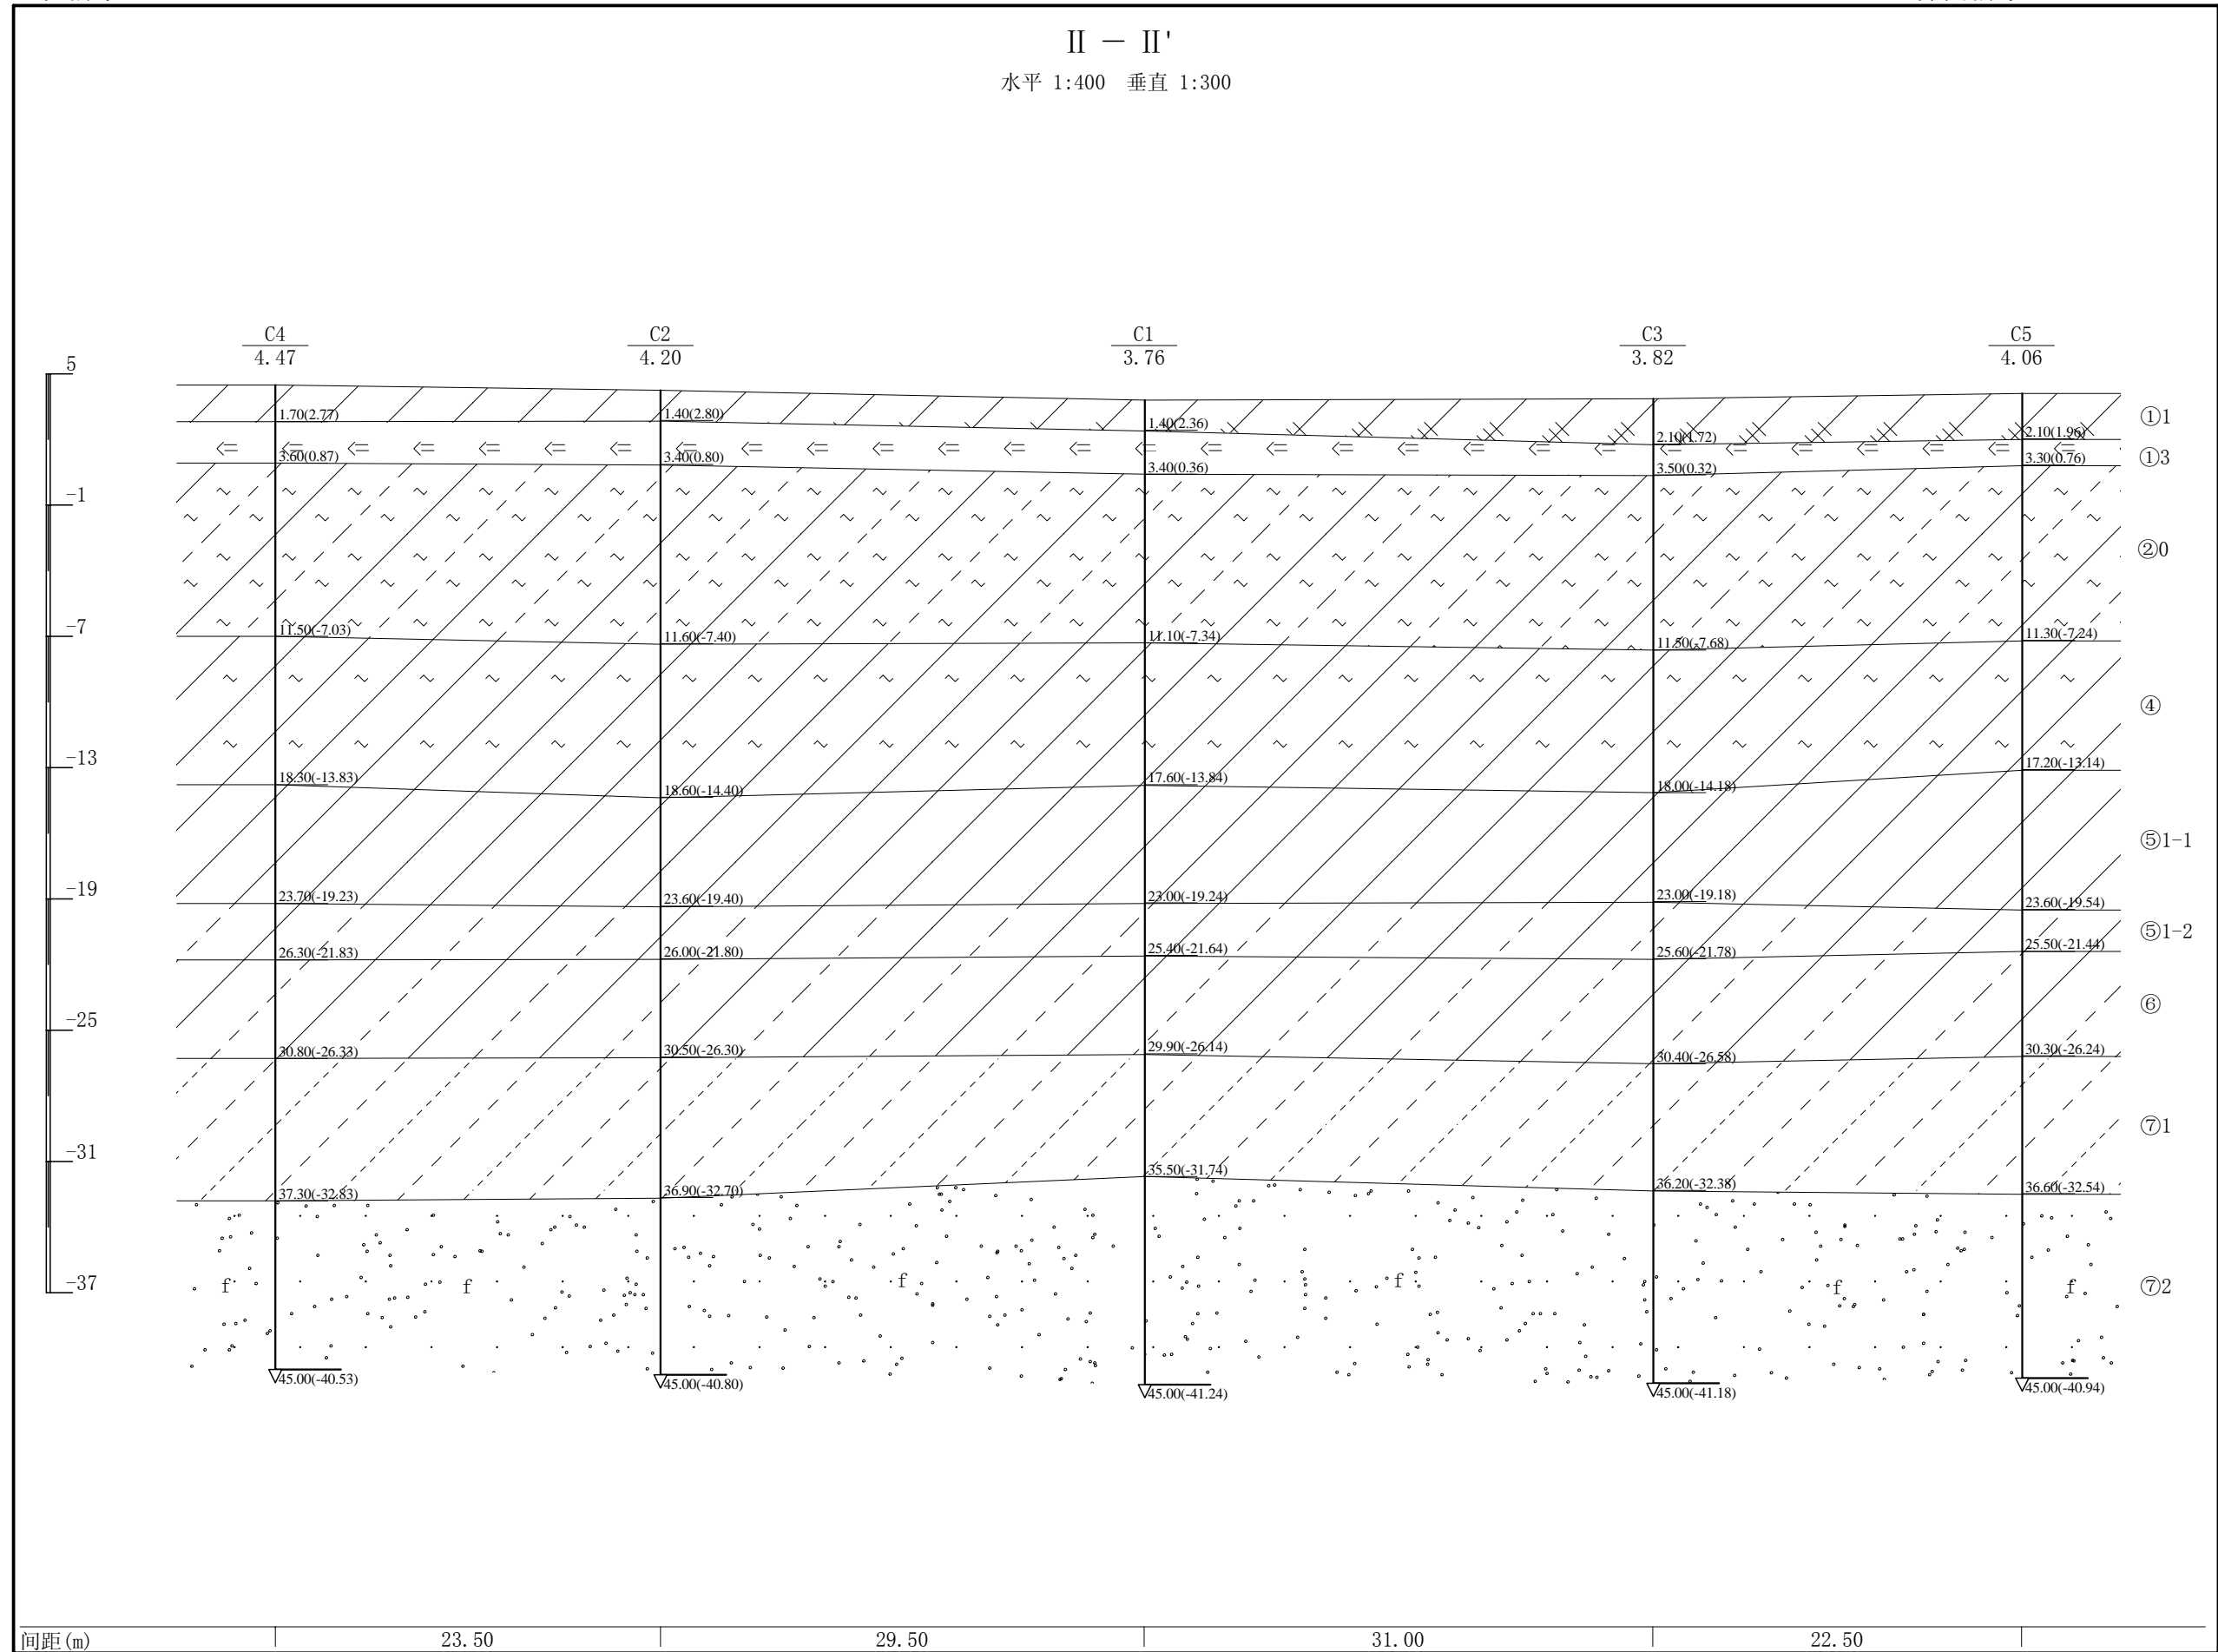 Ⅱ — Ⅱ'
水平 1:400 垂直 1:300
C4 C2 C1 C3 C5
4.47 4.20 3.76 3.82 4.06
5
-1
-7
-13
-19
-25
-31
-37
1.70(2.77) 1.40(2.80) 1.40(2.36) 2.10(1.72) 2.10(1.96) ①1
3.60(0.87) 3.40(0.80) 3.40(0.36) 3.50(0.32) 3.30(0.76) ①3
②0
11.50(-7.03) 11.60(-7.40) 11.10(-7.34) 11.50(-7.68) 11.30(-7.24)
④
18.30(-13.83) 18.60(-14.40) 17.60(-13.84) 18.00(-14.18) 17.20(-13.14)
⑤1-1
23.70(-19.23) 23.60(-19.40) 23.00(-19.24) 23.00(-19.18) 23.60(-19.54)
⑤1-2
26.30(-21.83) 26.00(-21.80) 25.40(-21.64) 25.60(-21.78) 25.50(-21.44)
⑥
30.80(-26.33) 30.50(-26.30) 29.90(-26.14) 30.40(-26.58) 30.30(-26.24)
⑦1
37.30(-32.83) 36.90(-32.70) 35.50(-31.74) 36.20(-32.38) 36.60(-32.54)
f f f f f f ⑦2
45.00(-40.53) 45.00(-40.80) 45.00(-41.24) 45.00(-41.18) 45.00(-40.94)
间距(m) 23.50 29.50 31.00 22.50